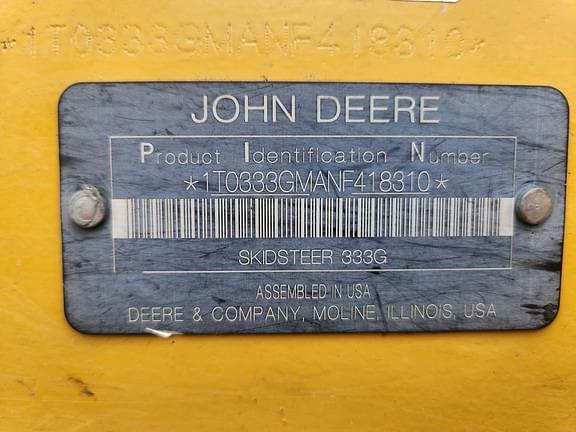 *1T0333GMANF418310*
JOHN DEERE
Product Identification Number
*1T0333GMANF418310*
SKIDSTEER 333G
ASSEMBLED IN USA
DEERE & COMPANY, MOLINE, ILLINOIS, USA